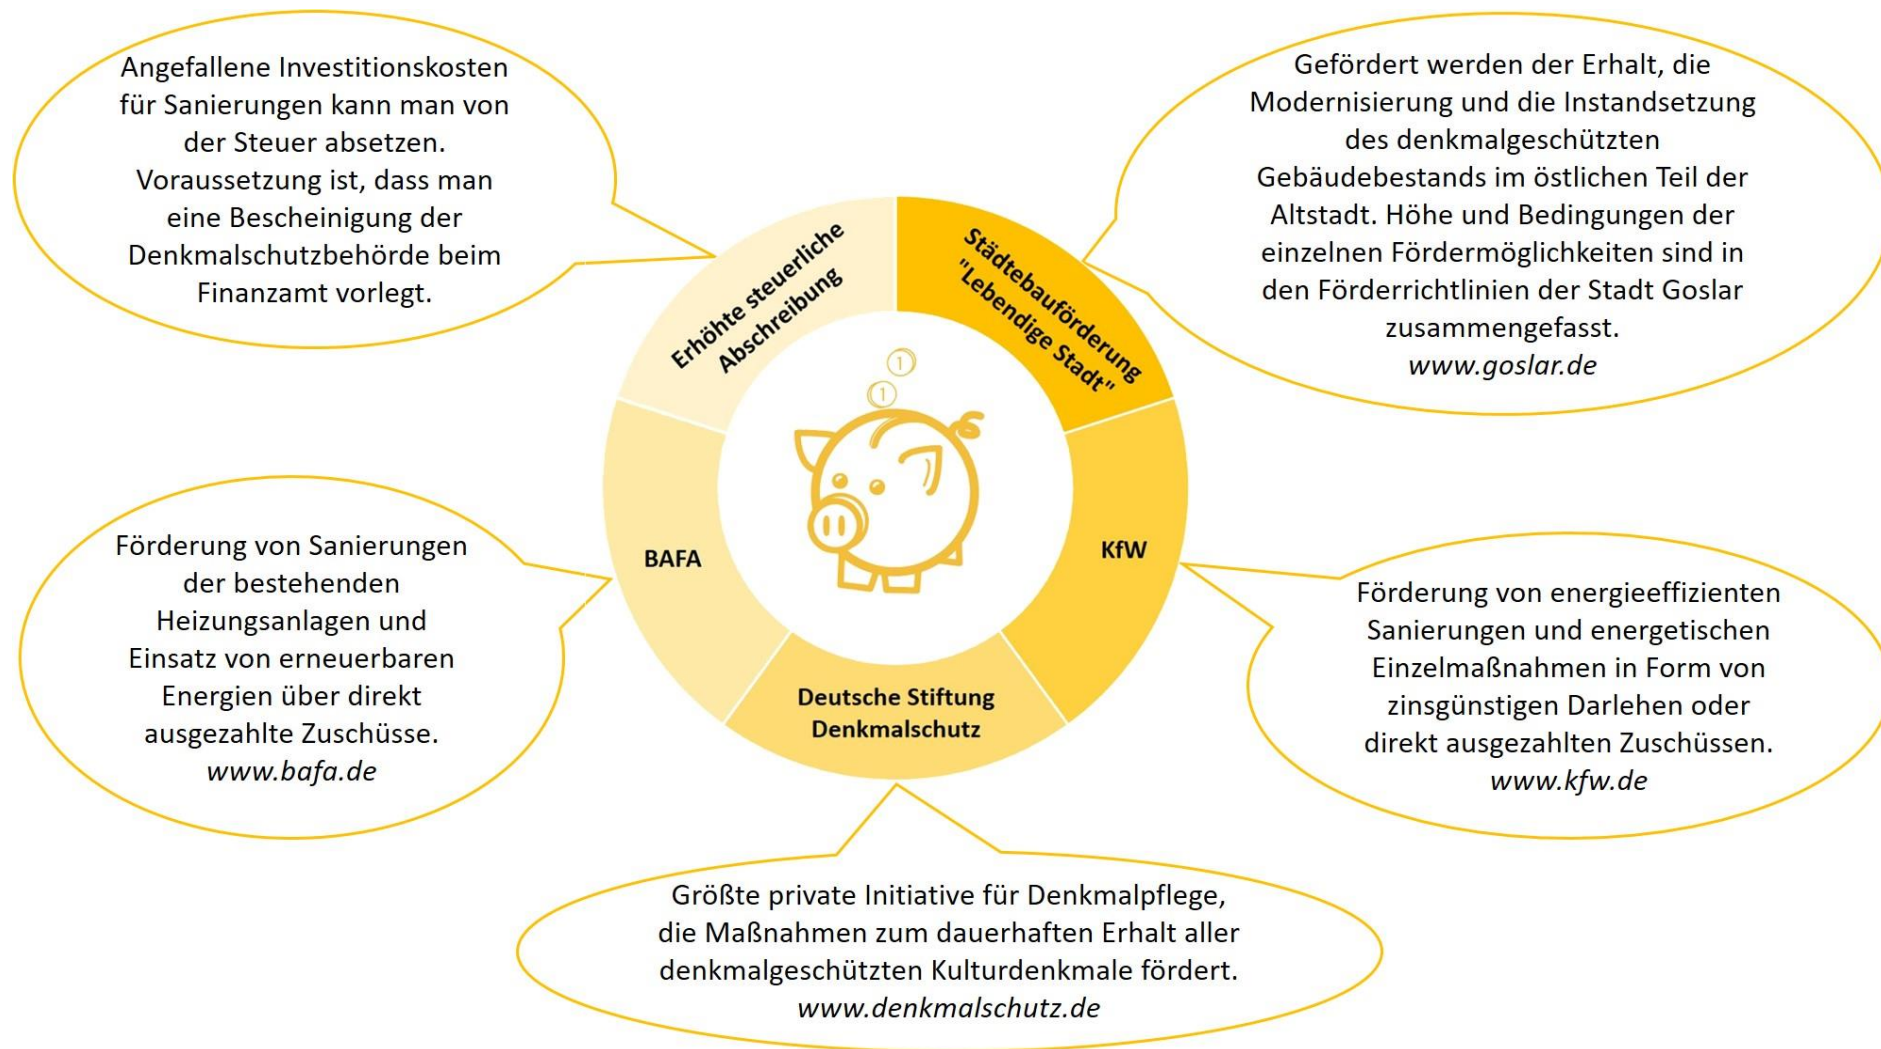 Angefallene Investitionskosten
für Sanierungen kann man von
der Steuer absetzen.
Voraussetzung ist, dass man
eine Bescheinigung der
Denkmalschutzbehörde beim
Finanzamt vorlegt.
Gefördert werden der Erhalt, die
Modernisierung und die Instandsetzung
des denkmalgeschützten
Gebäudebestands im östlichen Teil der
Altstadt. Höhe und Bedingungen der
einzelnen Fördermöglichkeiten sind in
den Förderrichtlinien der Stadt Goslar
zusammengefasst.
www.goslar.de
Erhöhte steuerliche
Abschreibung
Städtebauförderung
"Lebendige Stadt"
1
1
BAFA
KfW
Deutsche Stiftung
Denkmalschutz
Förderung von Sanierungen
der bestehenden
Heizungsanlagen und
Einsatz von erneuerbaren
Energien über direkt
ausgezahlte Zuschüsse.
www.bafa.de
Förderung von energieeffizienten
Sanierungen und energetischen
Einzelmaßnahmen in Form von
zinsgünstigen Darlehen oder
direkt ausgezahlten Zuschüssen.
www.kfw.de
Größte private Initiative für Denkmalpflege,
die Maßnahmen zum dauerhaften Erhalt aller
denkmalgeschützten Kulturdenkmale fördert.
www.denkmalschutz.de